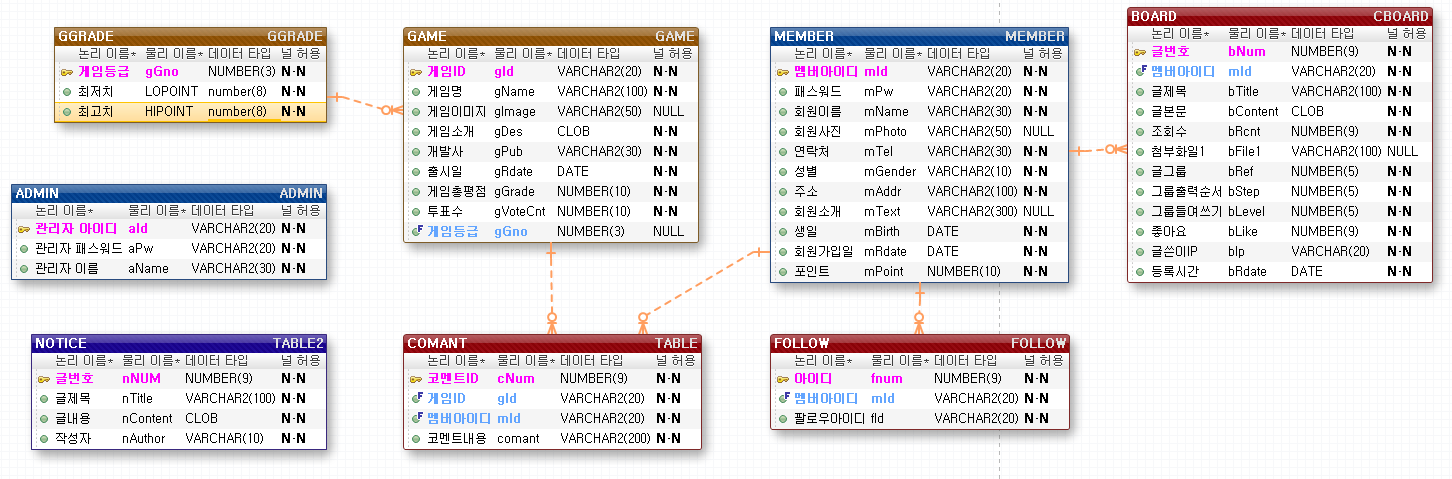 GGRADE GGRADE
논리 이름* 물리 이름* 데이터 타입 널 허용
게임등급 gGno NUMBER(3) N-N
최저치 LOPOINT number(8) N-N
최고치 HIPOINT number(8) N-N
GAME GAME
논리 이름* 물리 이름* 데이터 타입 널 허용
게임ID gId VARCHAR2(20) N-N
게임명 gName VARCHAR2(100) N-N
게임이미지 gImage VARCHAR2(50) NULL
게임소개 gDes CLOB N-N
개발사 gPub VARCHAR2(30) N-N
출시일 gRdate DATE N-N
게임총평점 gGrade NUMBER(10) N-N
투표수 gVoteCnt NUMBER(10) N-N
게임등급 gGno NUMBER(3) NULL
MEMBER MEMBER
논리 이름* 물리 이름* 데이터 타입 널 허용
멤버아이디 mId VARCHAR2(20) N-N
패스워드 mPw VARCHAR2(20) N-N
회원이름 mName VARCHAR2(30) N-N
회원사진 mPhoto VARCHAR2(50) NULL
연락처 mTel VARCHAR2(30) N-N
성별 mGender VARCHAR2(10) N-N
주소 mAddr VARCHAR2(100) N-N
회원소개 mText VARCHAR2(300) NULL
생일 mBirth DATE N-N
회원가입일 mRdate DATE N-N
포인트 mPoint NUMBER(10) N-N
BOARD CBOARD
논리 이름* 물리 이름* 데이터 타입 널 허용
글번호 bNum NUMBER(9) N-N
멤버아이디 mId VARCHAR2(20) N-N
글제목 bTitle VARCHAR2(100) N-N
글본문 bContent CLOB N-N
조회수 bRcnt NUMBER(9) N-N
첨부화일1 bFile1 VARCHAR2(100) NULL
글그룹 bRef NUMBER(5) N-N
그룹출력순서 bStep NUMBER(5) N-N
그룹들여쓰기 bLevel NUMBER(5) N-N
좋아요 bLike NUMBER(9) N-N
글쓴이IP bIp VARCHAR(20) N-N
등록시간 bRdate DATE N-N
ADMIN ADMIN
논리 이름* 물리 이름* 데이터 타입 널 허용
관리자 아이디 aId VARCHAR2(20) N-N
관리자 패스워드 aPw VARCHAR2(20) N-N
관리자 이름 aName VARCHAR2(30) N-N
NOTICE TABLE2
논리 이름* 물리 이름* 데이터 타입 널 허용
글번호 nNUM NUMBER(9) N-N
글제목 nTitle VARCHAR2(100) N-N
글내용 nContent CLOB N-N
작성자 nAuthor VARCHAR(10) N-N
COMANT TABLE
논리 이름* 물리 이름* 데이터 타입 널 허용
코멘트ID cNum NUMBER(9) N-N
게임ID gId VARCHAR2(20) N-N
멤버아이디 mId VARCHAR2(20) N-N
코멘트내용 comant VARCHAR2(200) N-N
FOLLOW FOLLOW
논리 이름* 물리 이름* 데이터 타입 널 허용
아이디 fnum NUMBER(9) N-N
멤버아이디 mId VARCHAR2(20) N-N
팔로우아이디 fId VARCHAR2(20) N-N